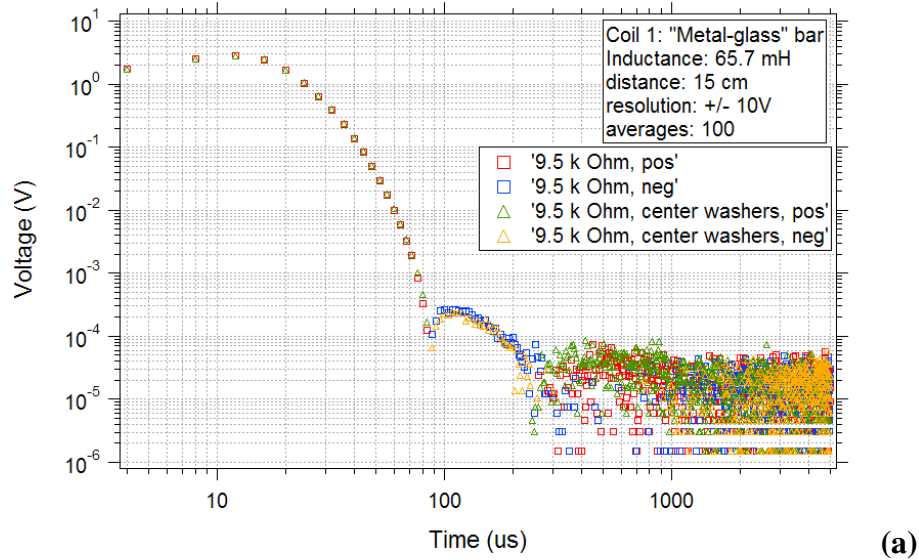 Coil 1: "Metal-glass" bar
Inductance: 65.7 mH
distance: 15 cm
resolution: +/- 10V
averages: 100
'9.5 k Ohm, pos'
'9.5 k Ohm, neg'
'9.5 k Ohm, center washers, pos'
'9.5 k Ohm, center washers, neg'
Voltage (V)
10^1
10^0
10^-1
10^-2
10^-3
10^-4
10^-5
10^-6
10 100 1000
Time (us)
(a)